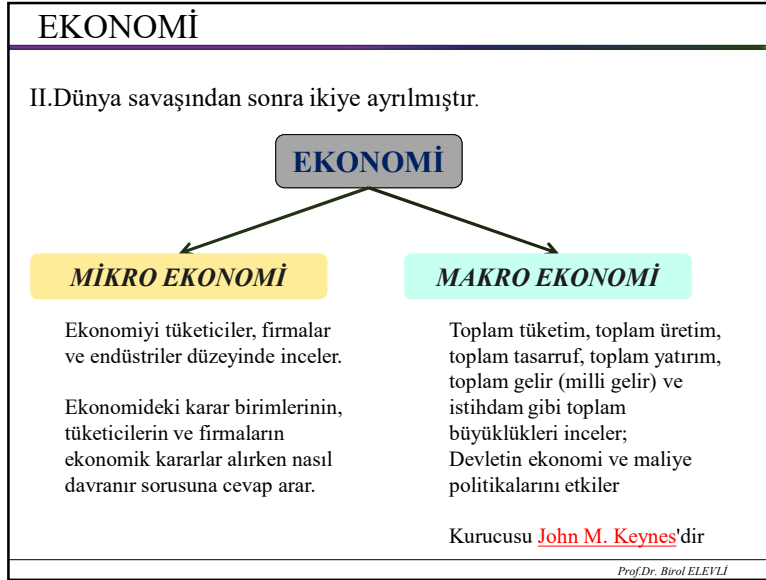 EKONOMİ
II.Dünya savaşından sonra ikiye ayrılmıştır.
EKONOMİ
MİKRO EKONOMİ
Ekonomiyi tüketiciler, firmalar
ve endüstriler düzeyinde inceler.
Ekonomideki karar birimlerinin,
tüketicilerin ve firmaların
ekonomik kararlar alırken nasıl
davranır sorusuna cevap arar.
MAKRO EKONOMİ
Toplam tüketim, toplam üretim,
toplam tasarruf, toplam yatırım,
toplam gelir (milli gelir) ve
istihdam gibi toplam
büyüklükleri inceler;
Devletin ekonomi ve maliye
politikalarını etkiler
Kurucusu John M. Keynes'dir
Prof.Dr. Birol ELEVLİ